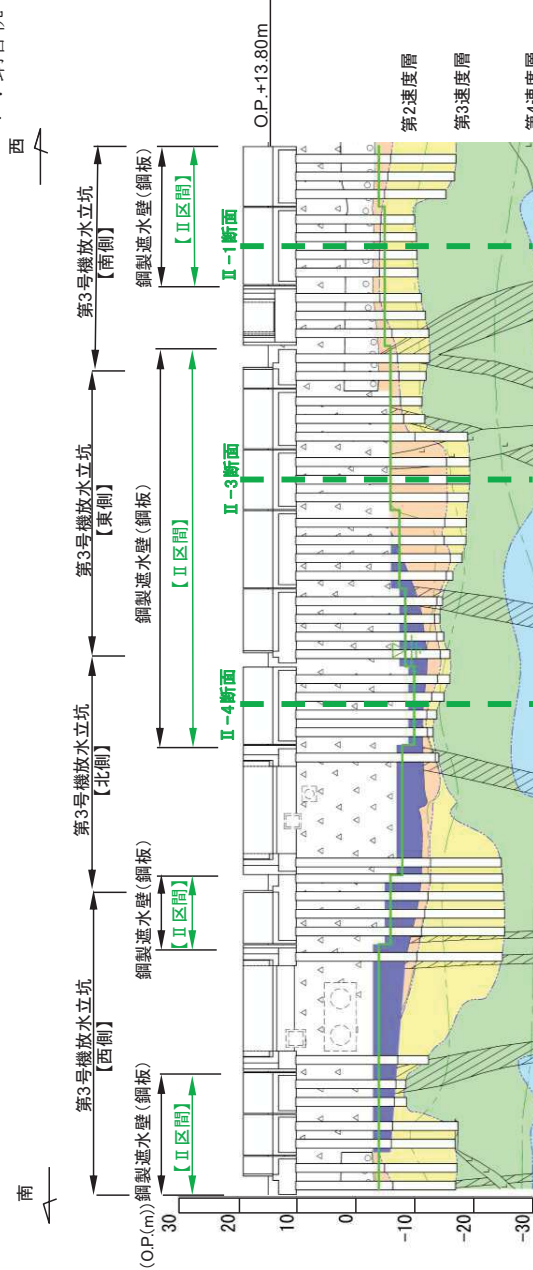 南
西
第3号機放水立坑
【西側】
第3号機放水立坑
【北側】
第3号機放水立坑
【東側】
第3号機放水立坑
【南側】
鋼製遮水壁(鋼板)
鋼製遮水壁(鋼板)
鋼製遮水壁(鋼板)
鋼製遮水壁(鋼板)
【Ⅱ区間】
【Ⅱ区間】
【Ⅱ区間】
【Ⅱ区間】
Ⅱ-4断面
Ⅱ-3断面
Ⅱ-1断面
(O.P.(m))
30
20
10
0
-10
-20
-30
O.P.+13.80m
第2速度層
第3速度層
第4速度層